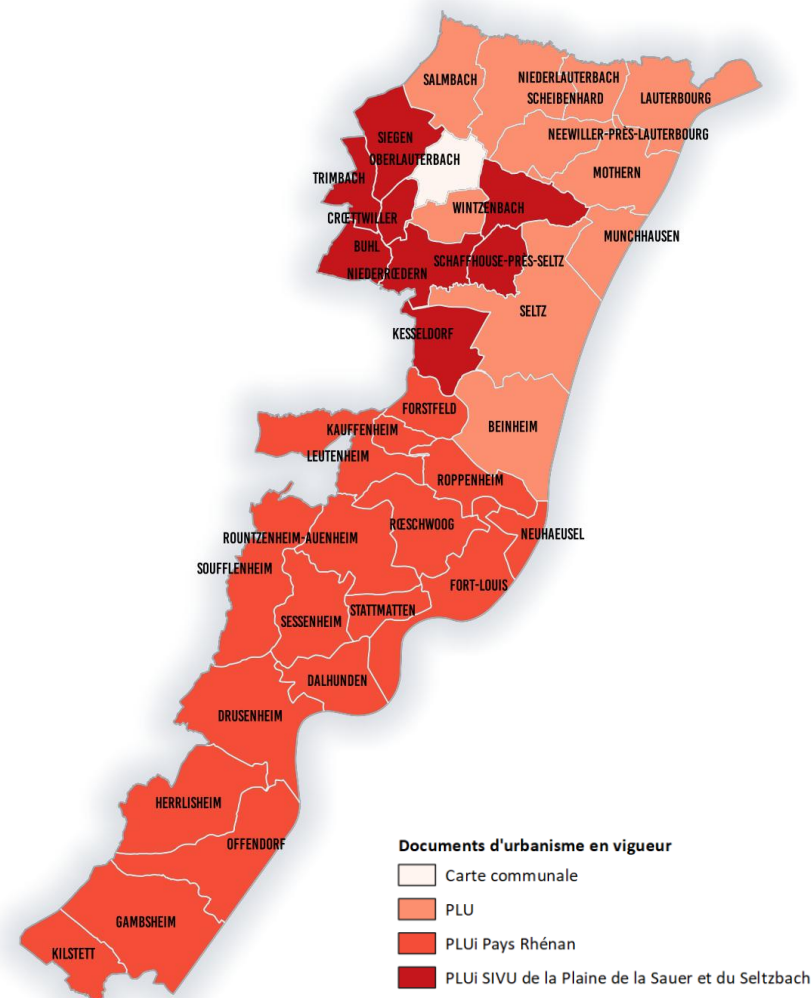 SALMBACH
NIEDERLAUTERBACH
SCHEIBENHARD
LAUTERBOURG
NEEWILLER-PRÈS-LAUTERBOURG
SIEGEN
OBERLAUTERBACH
MOTHERN
TRIMBACH
WINTZENBACH
CRŒTTWILLER
MUNCHHAUSEN
BUHL
SCHAFFHOUSE-PRÈS-SELTZ
NIEDERRŒDERN
SELTZ
KESSELDORF
FORSTFELD
BEINHEIM
KAUFFENHEIM
LEUTENHEIM
ROPPENHEIM
RŒSCHWOOG
NEUHAEUSEL
ROUNTZENHEIM-AUENHEIM
SOUFFLENHEIM
FORT-LOUIS
STATTMATTEN
SESSENHEIM
DALHUNDEN
DRUSENHEIM
HERRLISHEIM
OFFENDORF
GAMBSHEIM
KILSTETT
Documents d'urbanisme en vigueur
Carte communale
PLU
PLUi Pays Rhénan
PLUi SIVU de la Plaine de la Sauer et du Seltzbach